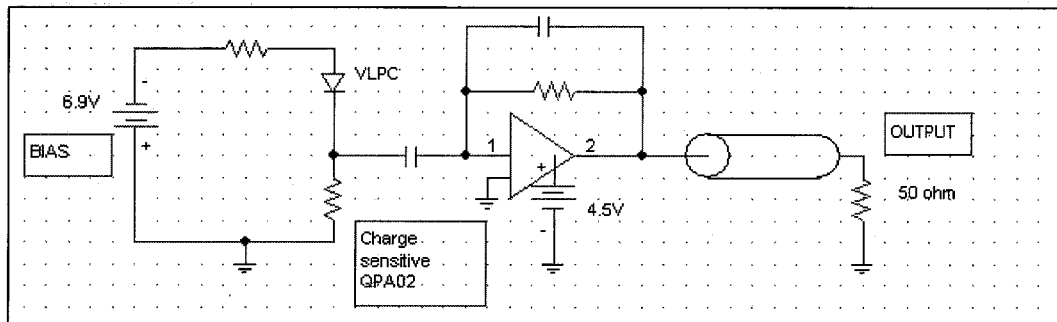 -
VLPC
6.9V
+
BIAS
1
2
+
4.5V
-
OUTPUT
50 ohm
Charge
sensitive
QPA02